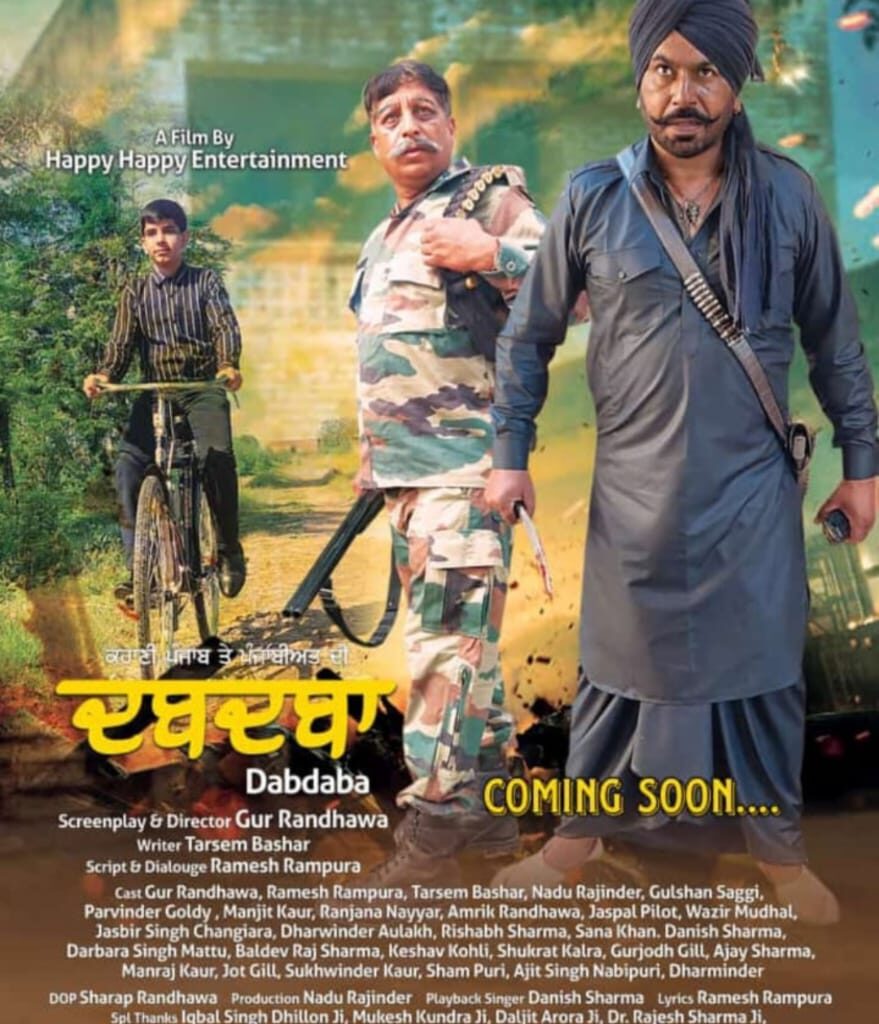 A Film By
Happy Happy Entertainment
ਕਹਾਣੀ ਪੰਜਾਬ ਤੇ ਪੰਜਾਬੀਅਤ ਦੀ
ਦਬਦਬਾ
Dabdaba
COMING SOON....
Screenplay & Director Gur Randhawa
Writer Tarsem Bashar
Script & Dialouge Ramesh Rampura
Cast Gur Randhawa, Ramesh Rampura, Tarsem Bashar, Nadu Rajinder, Gulshan Saggi,
Parvinder Goldy , Manjit Kaur, Ranjana Nayyar, Amrik Randhawa, Jaspal Pilot, Wazir Mudhal,
Jasbir Singh Changiara, Dharwinder Aulakh, Rishabh Sharma, Sana Khan. Danish Sharma,
Darbara Singh Mattu, Baldev Raj Sharma, Keshav Kohli, Shukrat Kalra, Gurjodh Gill, Ajay Sharma,
Manraj Kaur, Jot Gill, Sukhwinder Kaur, Sham Puri, Ajit Singh Nabipuri, Dharminder
DOP Sharap Randhawa Production Nadu Rajinder Playback Singer Danish Sharma Lyrics Ramesh Rampura
Spl Thanks Iqbal Singh Dhillon Ji, Mukesh Kundra Ji, Daljit Arora Ji, Dr. Rajesh Sharma Ji,